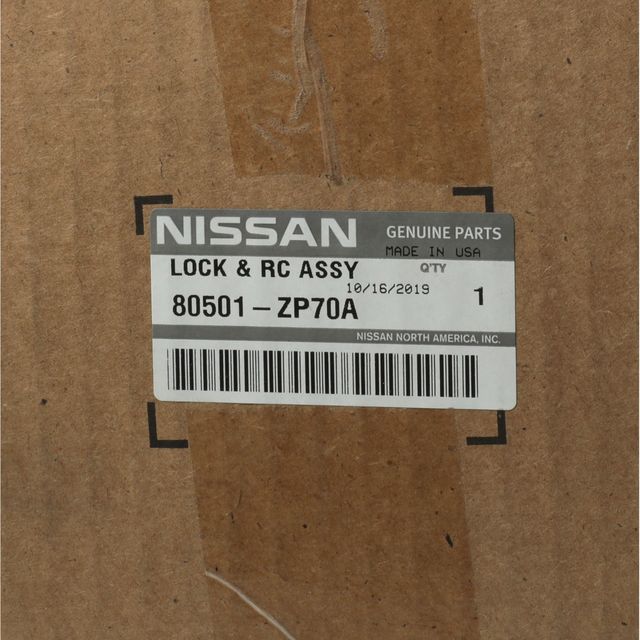 NISSAN GENUINE PARTS
MADE IN USA
LOCK & RC ASSY Q'TY
10/16/2019
80501-ZP70A 1
NISSAN NORTH AMERICA, INC.